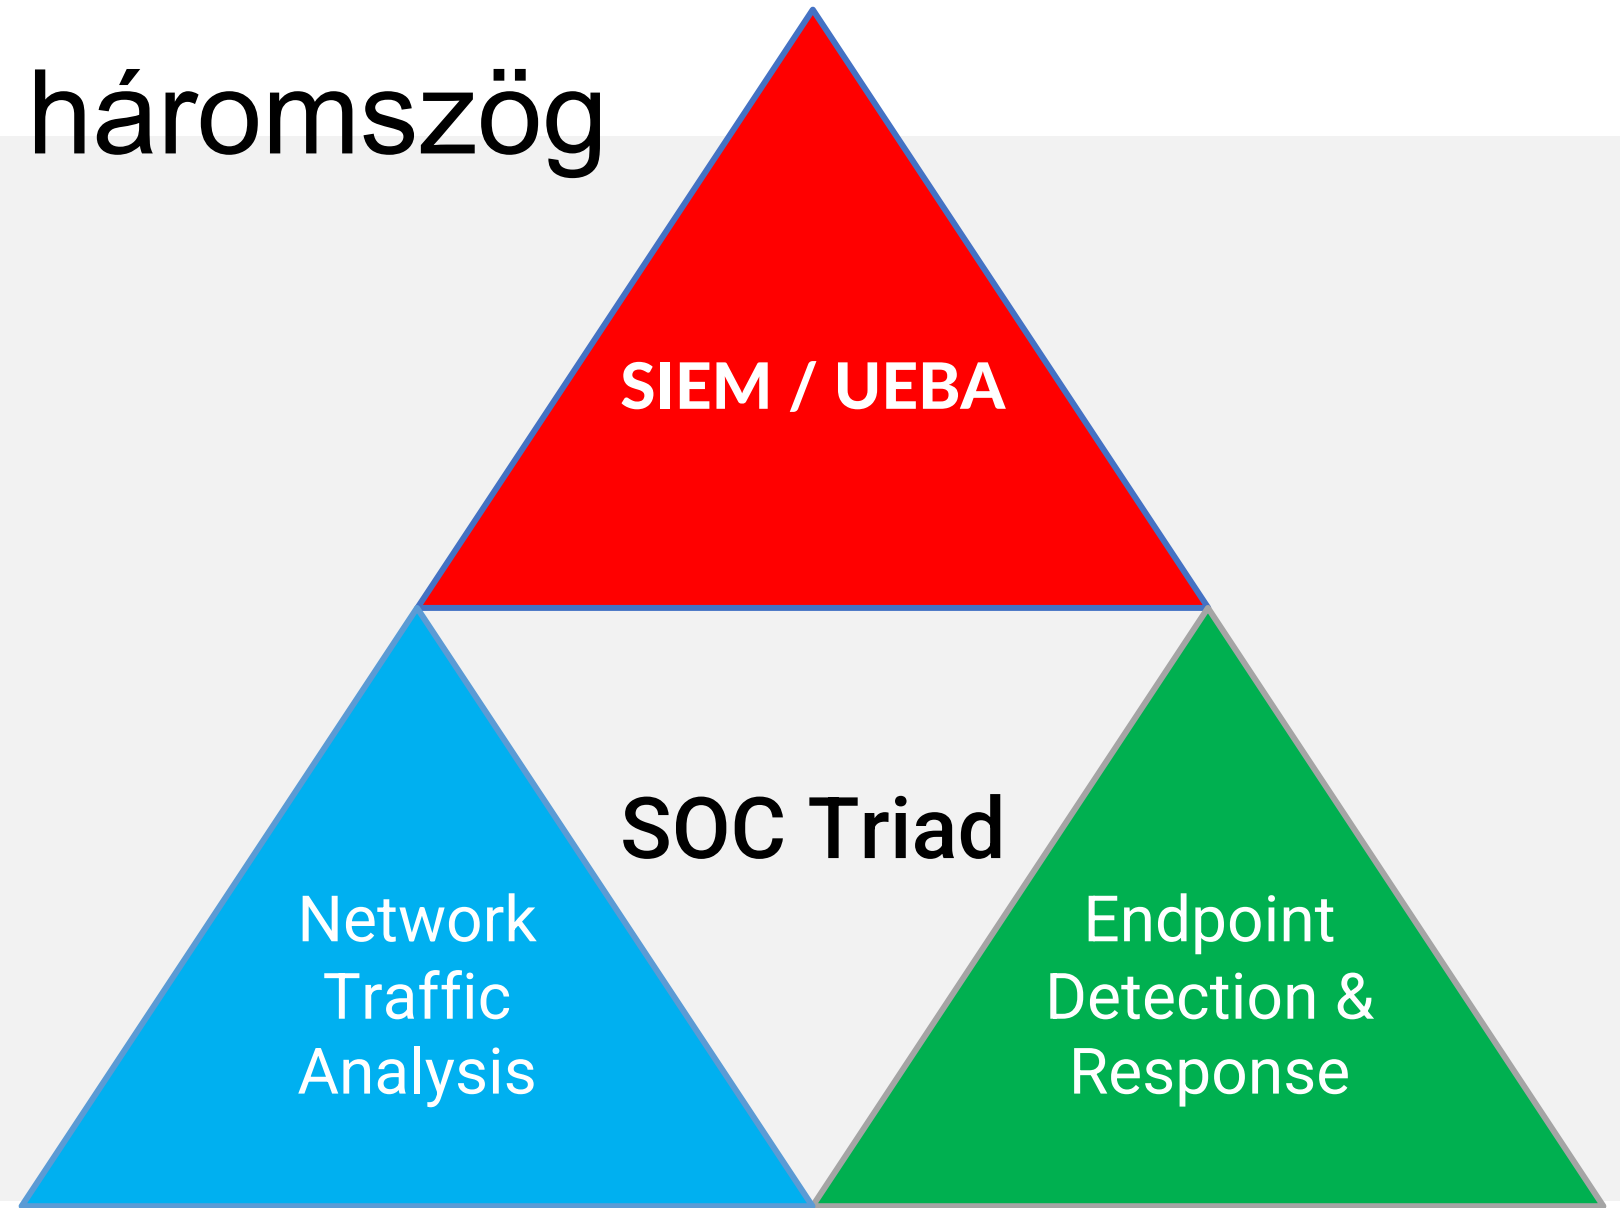 háromszög
SIEM / UEBA
SOC Triad
Network
Traffic
Analysis
Endpoint
Detection &
Response